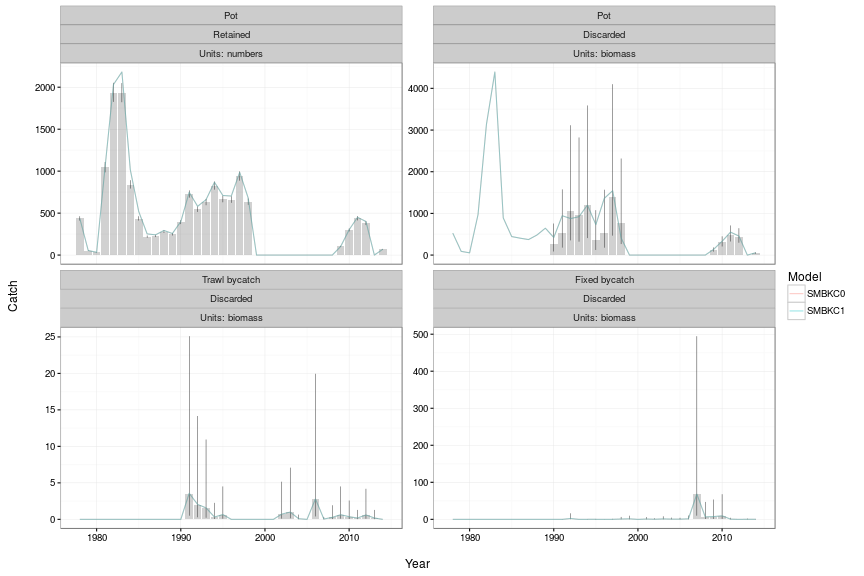 Pot
Retained
Units: numbers
Pot
Discarded
Units: biomass
2000
1500
1000
500
0
4000
3000
2000
1000
0
Trawl bycatch
Discarded
Units: biomass
Fixed bycatch
Discarded
Units: biomass
25
20
15
10
5
0
500
400
300
200
100
0
1980
1990
2000
2010
1980
1990
2000
2010
Catch
Year
Model
SMBKC0
SMBKC1